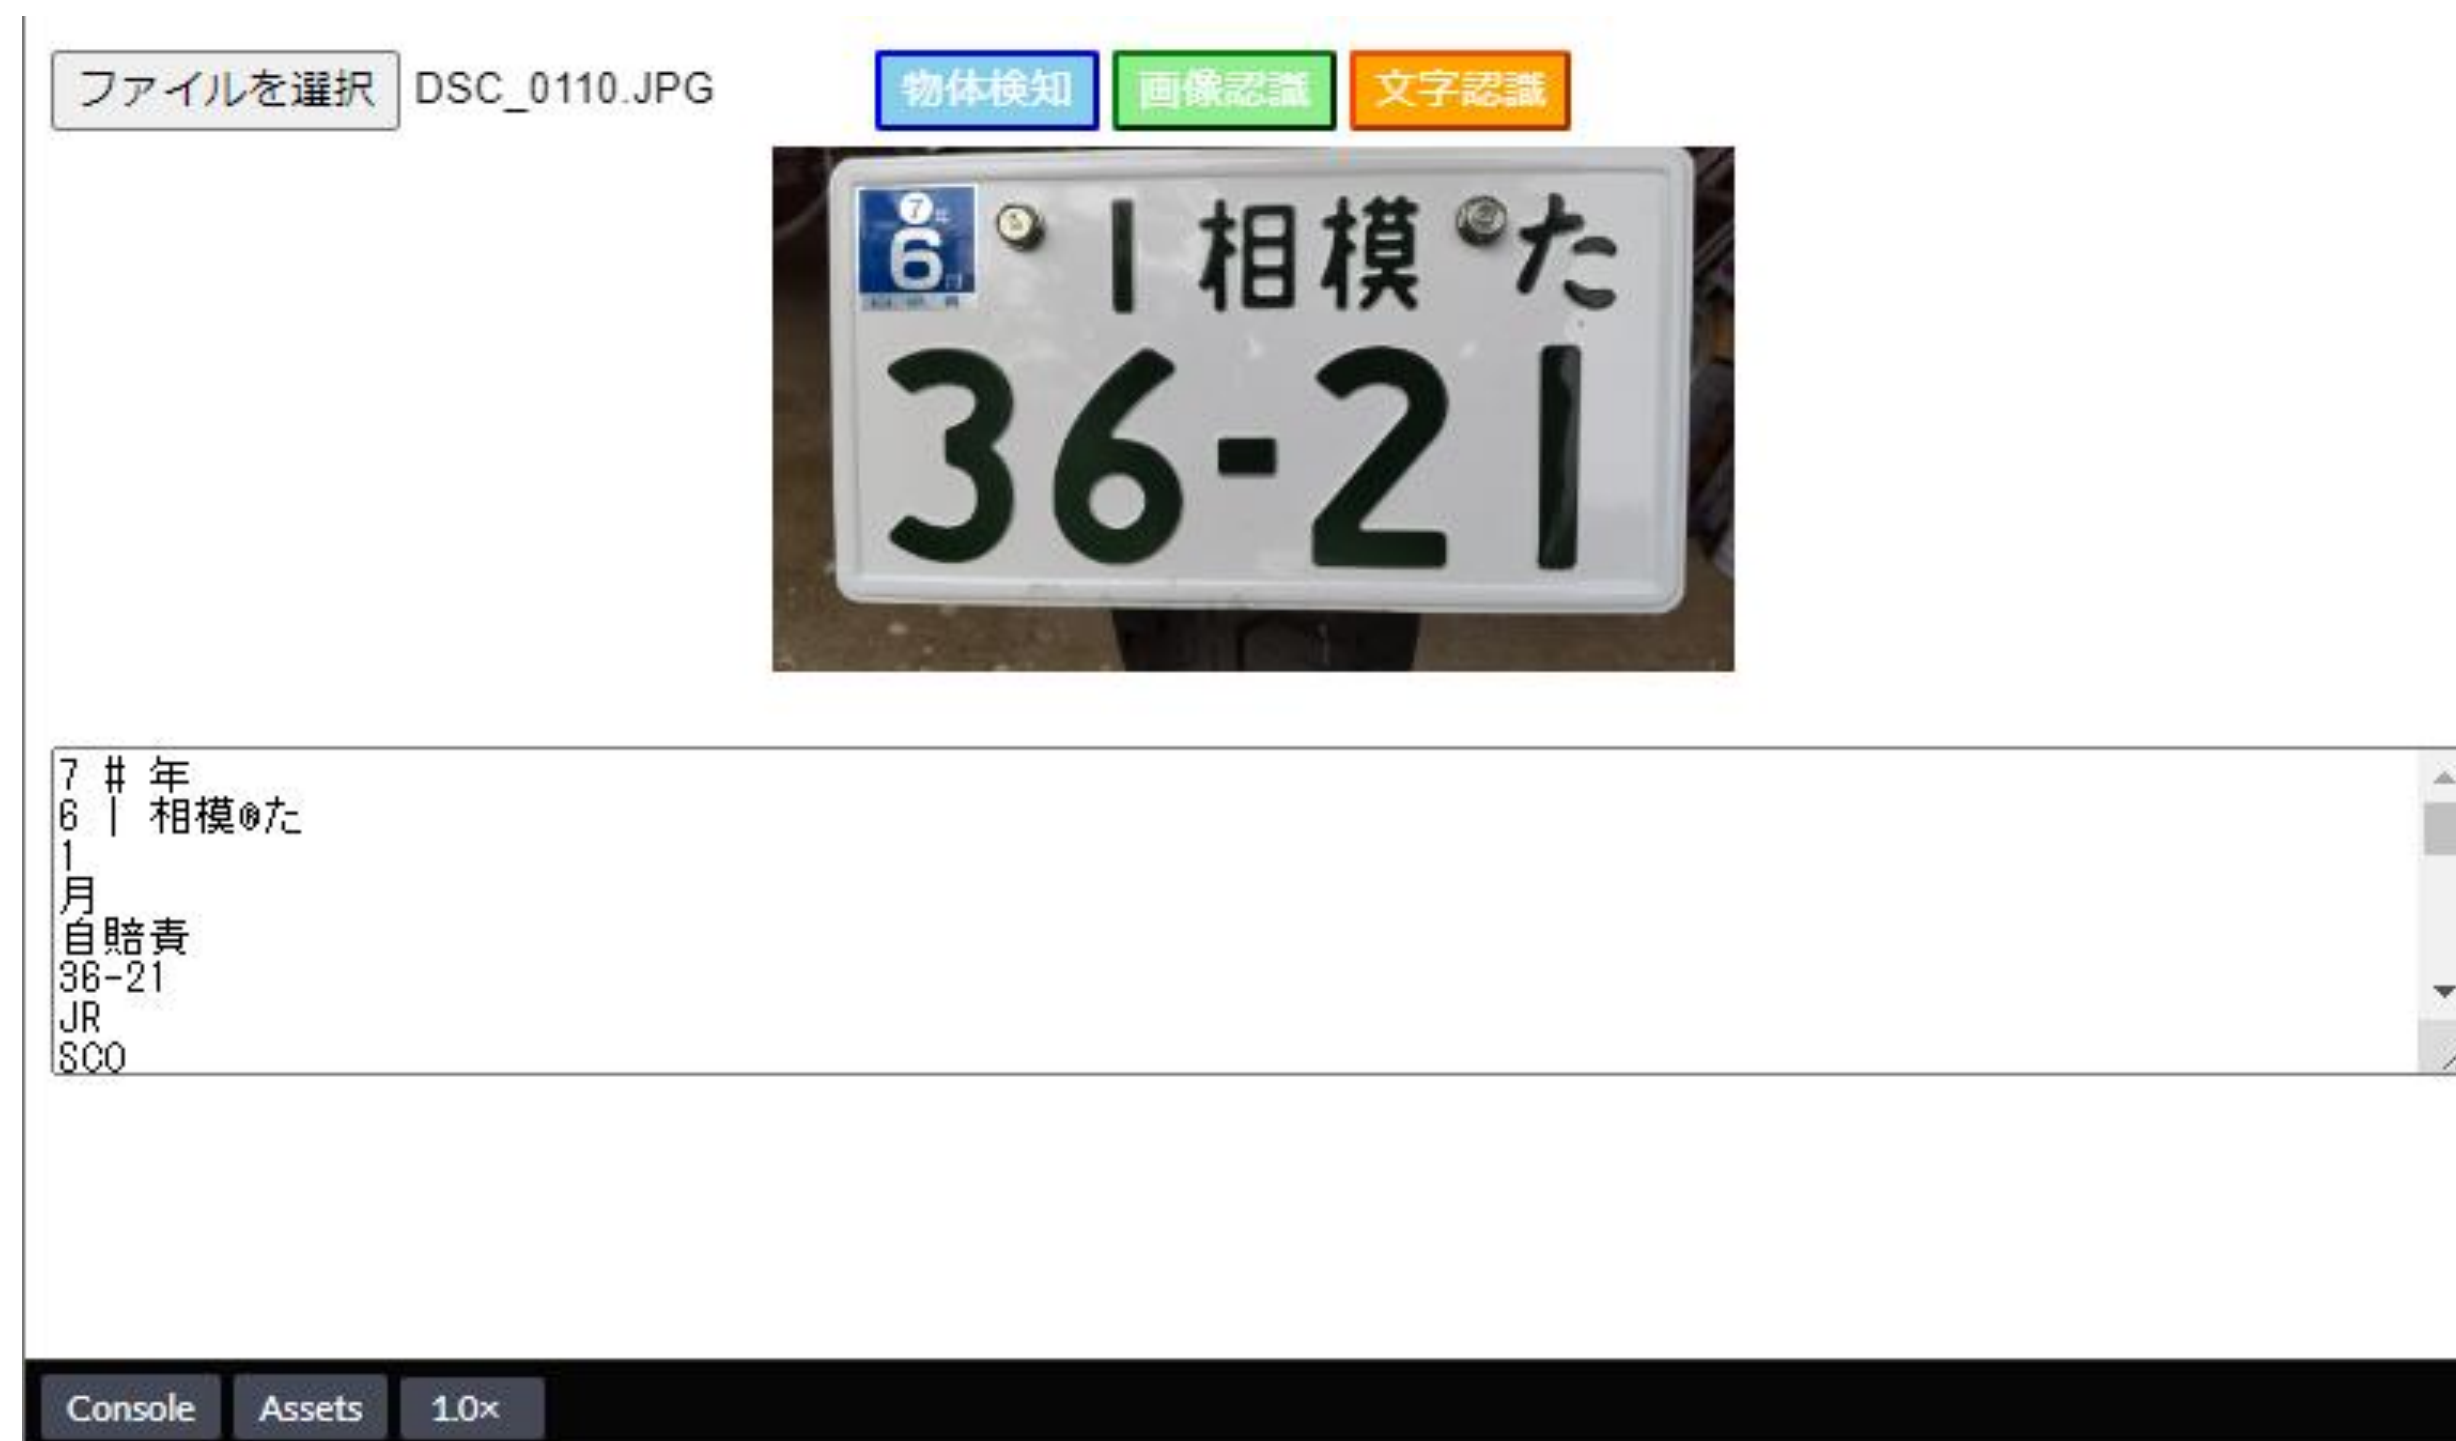 ファイルを選択 DSC_0110.JPG 物体検知 画像認識 文字認識
7年
6月
1相模た
36-21
7 # 年
6 | 相模®た
1
月
自賠責
36-21
JR
SCO
Console Assets 1.0×